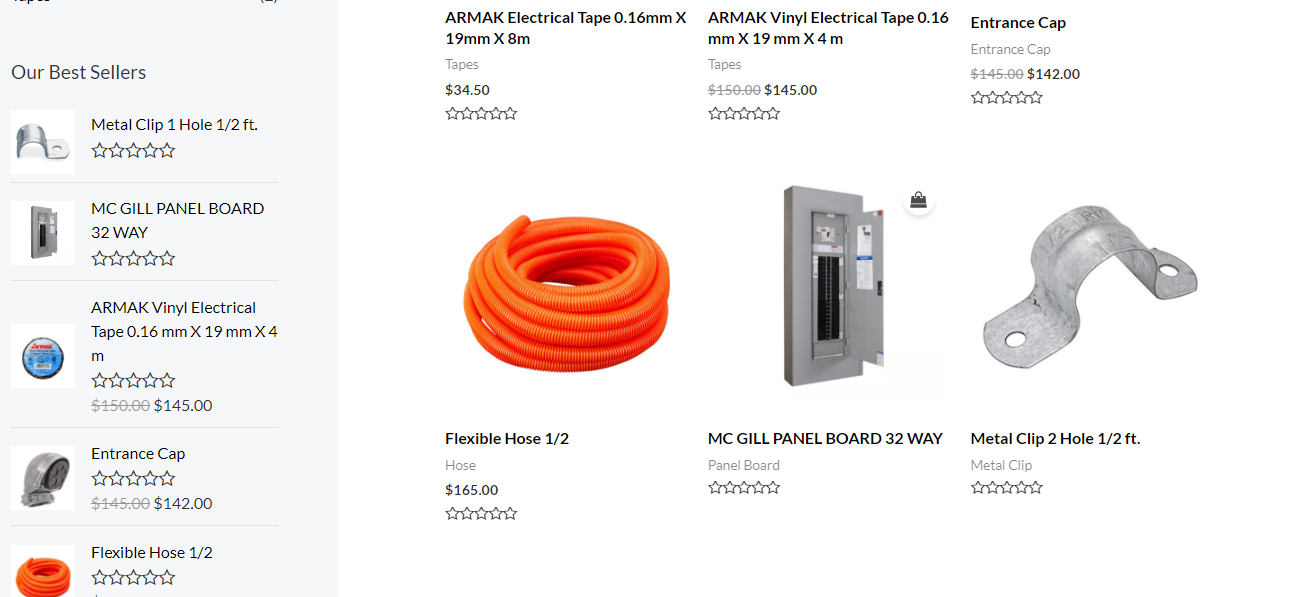 Our Best Sellers
Metal Clip 1 Hole 1/2 ft.
MC GILL PANEL BOARD
32 WAY
ARMAK Vinyl Electrical
Tape 0.16 mm X 19 mm X 4
m
$150.00 $145.00
Entrance Cap
$145.00 $142.00
Flexible Hose 1/2
ARMAK Electrical Tape 0.16mm X
19mm X 8m
Tapes
$34.50
ARMAK Vinyl Electrical Tape 0.16
mm X 19 mm X 4 m
Tapes
$150.00 $145.00
Entrance Cap
Entrance Cap
$145.00 $142.00
Flexible Hose 1/2
Hose
$165.00
MC GILL PANEL BOARD 32 WAY
Panel Board
Metal Clip 2 Hole 1/2 ft.
Metal Clip